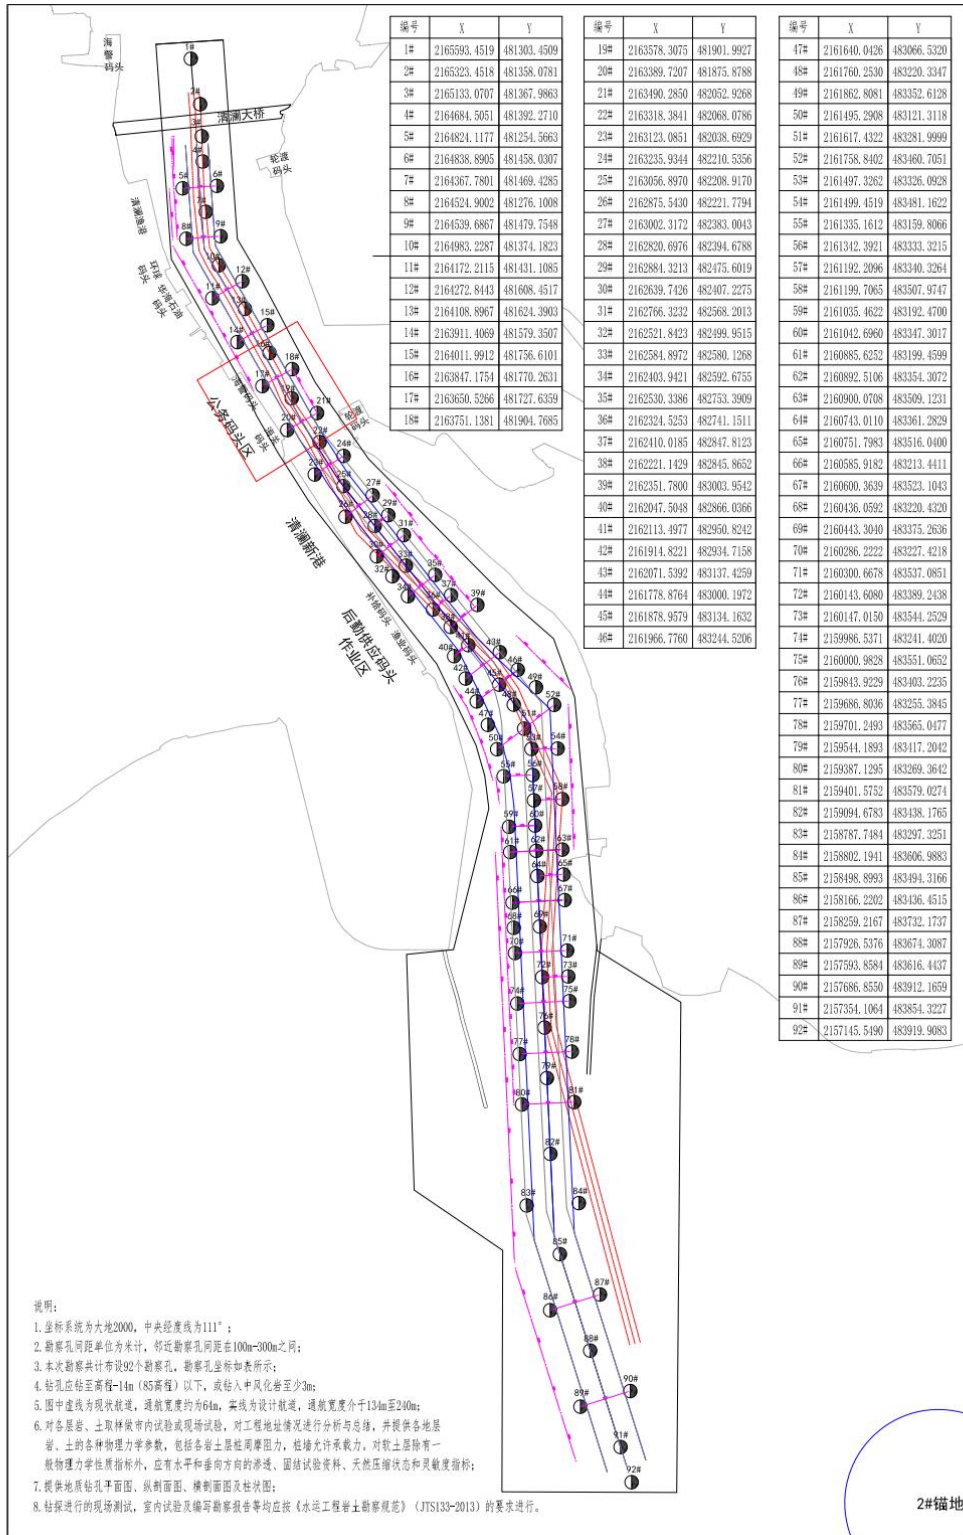 海警码头
清澜大桥
轮渡码头
清澜渔港
环球码头
华海石油码头
海警码头
公务码头区
轮渡码头
清澜新港
补给码头
渔业码头
后勤供应码头
作业区
编号 X Y
1# 2165593.4519 481303.4509
2# 2165323.4518 481358.0781
3# 2165133.0707 481367.9863
4# 2164684.5051 481392.2710
5# 2164824.1177 481254.5663
6# 2164838.8905 481458.0307
7# 2164367.7801 481469.4285
8# 2164524.9002 481276.1008
9# 2164539.6867 481479.7548
10# 2164983.2287 481374.1823
11# 2164172.2115 481431.1085
12# 2164272.8443 481608.4517
13# 2164108.8967 481624.3903
14# 2163911.4069 481579.3507
15# 2164011.9912 481756.6101
16# 2163847.1754 481770.2631
17# 2163650.5266 481727.6359
18# 2163751.1381 481904.7685
编号 X Y
19# 2163578.3075 481901.9927
20# 2163389.7207 481875.8788
21# 2163490.2850 482052.9268
22# 2163318.3841 482068.0786
23# 2163123.0851 482038.6929
24# 2163235.9344 482210.5356
25# 2163056.8970 482208.9170
26# 2162875.5430 482221.7794
27# 2163002.3172 482383.0043
28# 2162820.6976 482394.6788
29# 2162884.3213 482475.6019
30# 2162639.7426 482407.2275
31# 2162766.3232 482568.2013
32# 2162521.8423 482499.9515
33# 2162584.8972 482580.1268
34# 2162403.9421 482592.6755
35# 2162530.3386 482753.3909
36# 2162324.5253 482741.1511
37# 2162410.0185 482847.8123
38# 2162221.1429 482845.8652
39# 2162351.7800 483003.9542
40# 2162047.5048 482866.0366
41# 2162113.4977 482950.8242
42# 2161914.8221 482934.7158
43# 2162071.5392 483137.4259
44# 2161778.8764 483000.1972
45# 2161878.9579 483134.1632
46# 2161966.7760 483244.5206
编号 X Y
47# 2161640.0426 483066.5320
48# 2161760.2530 483220.3347
49# 2161862.8081 483352.6128
50# 2161495.2908 483121.3118
51# 2161617.4322 483281.9999
52# 2161758.8402 483460.7051
53# 2161497.3262 483326.0928
54# 2161499.4519 483481.1622
55# 2161335.1612 483159.8066
56# 2161342.3921 483333.3215
57# 2161192.2096 483340.3264
58# 2161199.7065 483507.9747
59# 2161035.4622 483192.4700
60# 2161042.6960 483347.3017
61# 2160885.6252 483199.4599
62# 2160892.5106 483354.3072
63# 2160900.0708 483509.1231
64# 2160743.0110 483361.2829
65# 2160751.7983 483516.0400
66# 2160585.9182 483213.4411
67# 2160600.3639 483523.1043
68# 2160436.0592 483220.4320
69# 2160443.3040 483375.2636
70# 2160286.2222 483227.4218
71# 2160300.6678 483537.0851
72# 2160143.6080 483389.2438
73# 2160147.0150 483544.2529
74# 2159986.5371 483241.4020
75# 2160000.9828 483551.0652
76# 2159843.9229 483403.2235
77# 2159686.8036 483255.3845
78# 2159701.2493 483565.0477
79# 2159544.1893 483417.2042
80# 2159387.1295 483269.3642
81# 2159401.5752 483579.0274
82# 2159094.6783 483438.1765
83# 2158787.7484 483297.3251
84# 2158802.1941 483606.9883
85# 2158498.8993 483494.3166
86# 2158166.2202 483436.4515
87# 2158259.2167 483732.1737
88# 2157926.5376 483674.3087
89# 2157593.8584 483616.4437
90# 2157686.8550 483912.1659
91# 2157354.1064 483854.3227
92# 2157145.5490 483919.9083
说明:
1.坐标系统为大地2000，中央经度线为111°；
2.勘察孔间距单位为米计，邻近勘察孔间距在100m-300m之间；
3.本次勘察共计布设92个勘察孔，勘察孔坐标如表所示；
4.钻孔应钻至高程-14m（85高程）以下，或钻入中风化岩至少3m；
5.图中虚线为现状航道，通航宽度约为64m，实线为设计航道，通航宽度介于134m至240m；
6.对各层岩、土取样做市内试验或现场试验，对工程地址情况进行分析与总结，并提供各地层
岩、土的各种物理力学参数，包括各岩土层桩周摩阻力，桩墙允许承载力。对软土层除有一
般物理力学性质指标外，应有水平和垂向方向的渗透、固结试验资料、天然压缩状态和灵敏度指标；
7.提供地质钻孔平面图、纵剖面图、横剖面图及柱状图；
8.钻探进行的现场测试，室内试验及编写勘察报告等均应按《水运工程岩土勘察规范》（JTS133-2013）的要求进行。
2#锚地